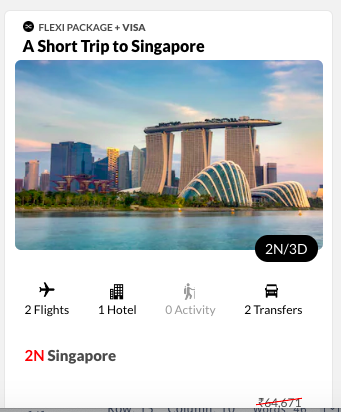 FLEXI PACKAGE + VISA
A Short Trip to Singapore
2N/3D
2 Flights
1 Hotel
0 Activity
2 Transfers
2N Singapore
₹64,671